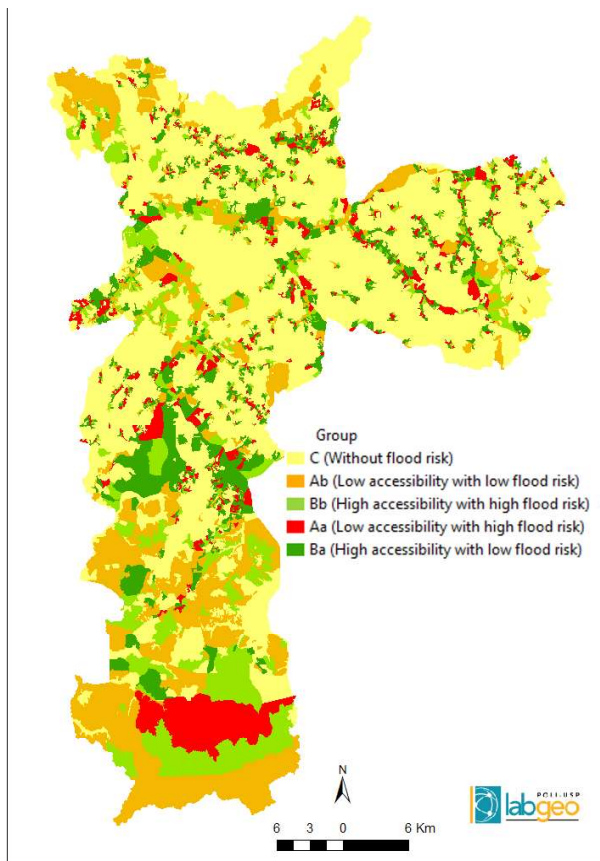 Group
C (Without flood risk)
Ab (Low accessibility with low flood risk)
Bb (High accessibility with high flood risk)
Aa (Low accessibility with high flood risk)
Ba (High accessibility with low flood risk)
N
POLI-USP
labgeo
6 3 0 6 Km